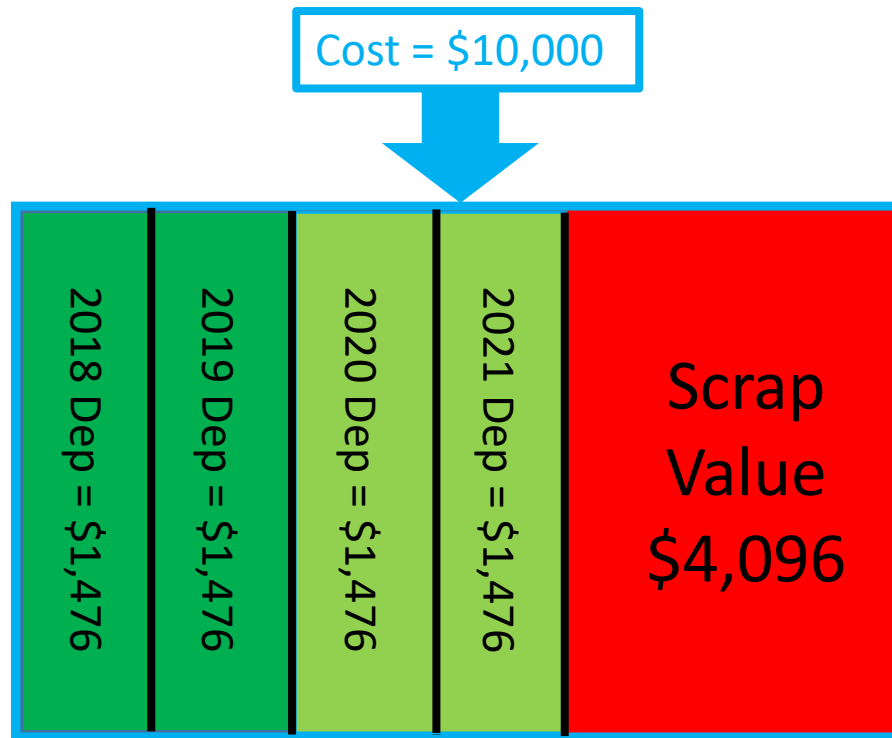 Cost = $10,000
2018 Dep = $1,476
2019 Dep = $1,476
2020 Dep = $1,476
2021 Dep = $1,476
Scrap
Value
$4,096